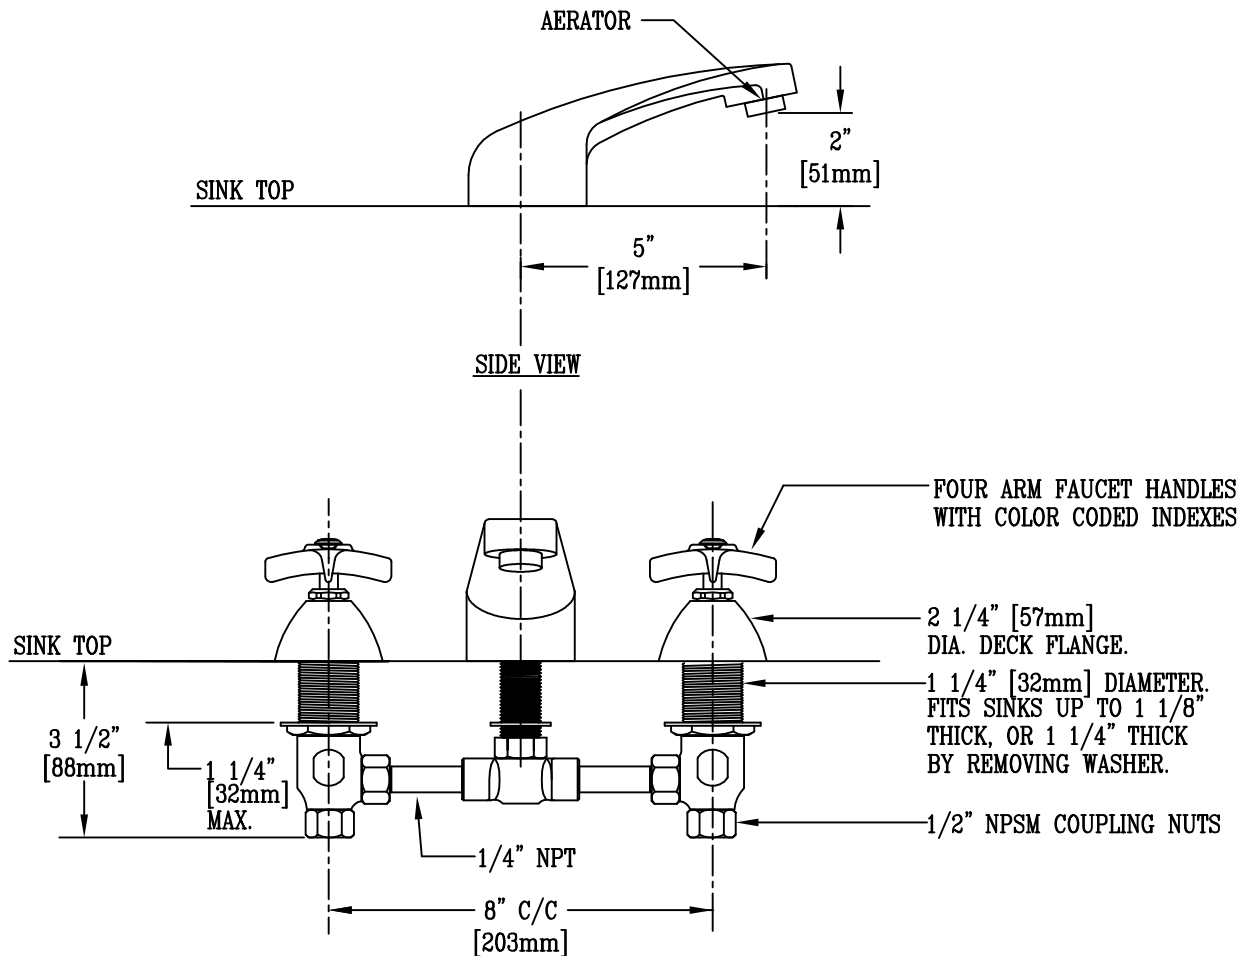 AERATOR
2"
[51mm]
SINK TOP
5"
[127mm]
SIDE VIEW
FOUR ARM FAUCET HANDLES
WITH COLOR CODED INDEXES
2 1/4" [57mm]
DIA. DECK FLANGE.
SINK TOP
1 1/4" [32mm] DIAMETER.
FITS SINKS UP TO 1 1/8"
THICK, OR 1 1/4" THICK
BY REMOVING WASHER.
3 1/2"
[88mm]
1 1/4"
[32mm]
MAX.
1/2" NPSM COUPLING NUTS
1/4" NPT
8" C/C
[203mm]